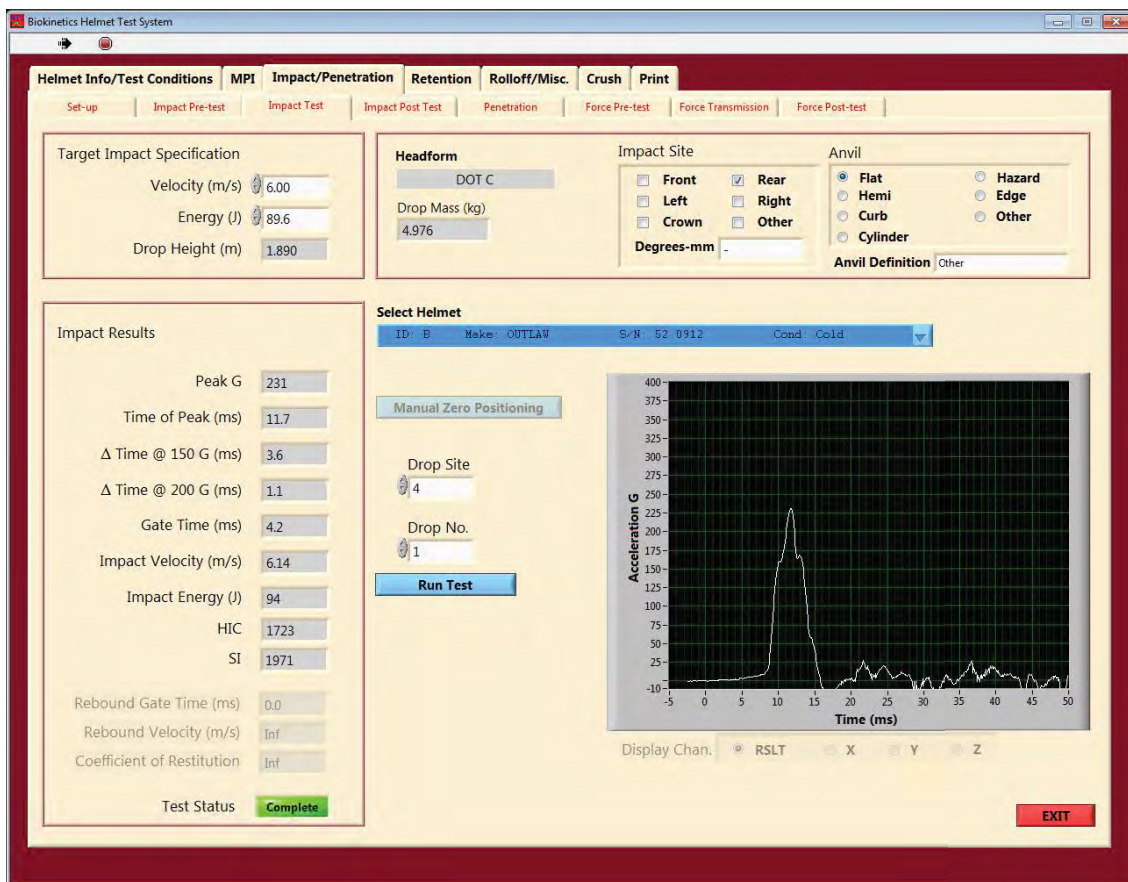 Biokinetics Helmet Test System
Helmet Info/Test Conditions MPI Impact/Penetration Retention Rolloff/Misc. Crush Print
Set-up Impact Pre-test Impact Test Impact Post Test Penetration Force Pre-test Force Transmission Force Post-test
Target Impact Specification
Velocity (m/s) 6.00
Energy (J) 89.6
Drop Height (m) 1.890
Headform
DOT C
Drop Mass (kg)
4.976
Impact Site
Front Rear
Left Right
Crown Other
Degrees-mm -
Anvil
Flat Hazard
Hemi Edge
Curb Other
Cylinder
Anvil Definition Other
Select Helmet
ID: B Make: OUTLAW S/N 52 0912 Cond: Cold
Impact Results
Peak G 231
Time of Peak (ms) 11.7
Δ Time @ 150 G (ms) 3.6
Δ Time @ 200 G (ms) 1.1
Gate Time (ms) 4.2
Impact Velocity (m/s) 6.14
Impact Energy (J) 94
HIC 1723
SI 1971
Rebound Gate Time (ms) 0.0
Rebound Velocity (m/s) Inf
Coefficient of Restitution Inf
Test Status Complete
Manual Zero Positioning
Drop Site
4
Drop No.
1
Run Test
Acceleration G
400
375
350
325
300
275
250
225
200
175
150
125
100
75
50
25
-10
-5 0 5 10 15 20 25 30 35 40 45 50
Time (ms)
Display Chan. RSLT X Y Z
EXIT